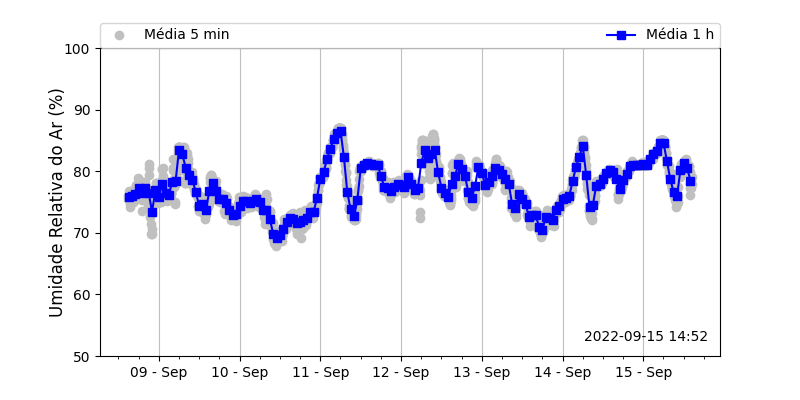 Média 5 min
Média 1 h
100
90
80
70
60
50
Umidade Relativa do Ar (%)
2022-09-15 14:52
09 - Sep
10 - Sep
11 - Sep
12 - Sep
13 - Sep
14 - Sep
15 - Sep